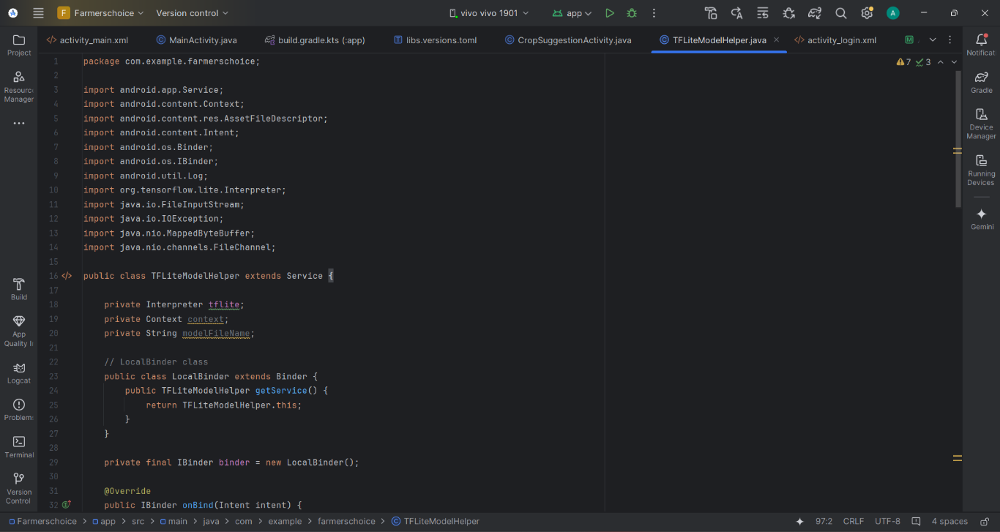 F Farmerschoice Version control vivo vivo 1901 app A
activity_main.xml MainActivity.java build.gradle.kts (:app) libs.versions.toml CropSuggestionActivity.java TFLiteModelHelper.java activity_login.xml M
Project
Resourc
Manager
Build
App
Quality I
Logcat
Problem
Terminal
Version
Control
7 3
1 package com.example.farmerschoice;
2
3 import android.app.Service;
4 import android.content.Context;
5 import android.content.res.AssetFileDescriptor;
6 import android.content.Intent;
7 import android.os.Binder;
8 import android.os.IBinder;
9 import android.util.Log;
10 import org.tensorflow.lite.Interpreter;
11 import java.io.FileInputStream;
12 import java.io.IOException;
13 import java.nio.MappedByteBuffer;
14 import java.nio.channels.FileChannel;
15
16 </> public class TFLiteModelHelper extends Service {
17
18 private Interpreter tflite;
19 private Context context;
20 private String modelFileName;
21
22 // LocalBinder class
23 public class LocalBinder extends Binder {
24 public TFLiteModelHelper getService() {
25 return TFLiteModelHelper.this;
26 }
27 }
28
29 private final IBinder binder = new LocalBinder();
30
31 @Override
32 public IBinder onBind(Intent intent) {
Notificat
Gradle
Device
Manager
Running
Devices
Gemini
Farmerschoice > app > src > main > java > com > example > farmerschoice > TFLiteModelHelper 97:2 CRLF UTF-8 4 spaces